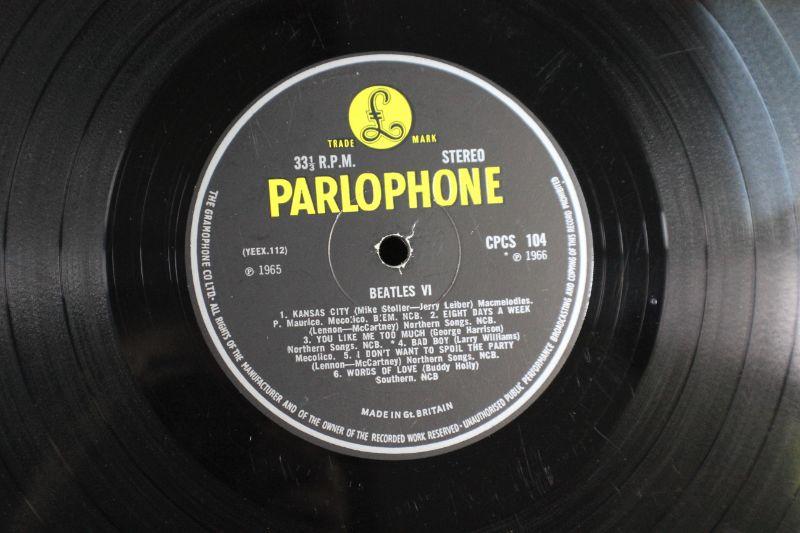 £
TRADE MARK
33⅓ R.P.M. STEREO
PARLOPHONE
(YEEX.112) CPCS 104
℗ 1965 * ℗ 1966
BEATLES VI
1. KANSAS CITY (Mike Stoller—Jerry Leiber) Macmelodies.
P. Maurice. Mecolico. B'EM. NCB. 2. EIGHT DAYS A WEEK
(Lennon—McCartney) Northern Songs. NCB.
3. YOU LIKE ME TOO MUCH (George Harrison)
Northern Songs. NCB. * 4. BAD BOY (Larry Williams)
Mecolico. 5. I DON'T WANT TO SPOIL THE PARTY
(Lennon—McCartney) Northern Songs. NCB.
6. WORDS OF LOVE (Buddy Holly)
Southern. NCB
MADE IN Gt. BRITAIN
THE GRAMOPHONE CO LTD· ALL RIGHTS OF THE MANUFACTURER AND OF THE OWNER OF THE RECORDED WORK RESERVED· UNAUTHORISED PUBLIC PERFORMANCE BROADCASTING AND COPYING OF THIS RECORD PROHIBITED